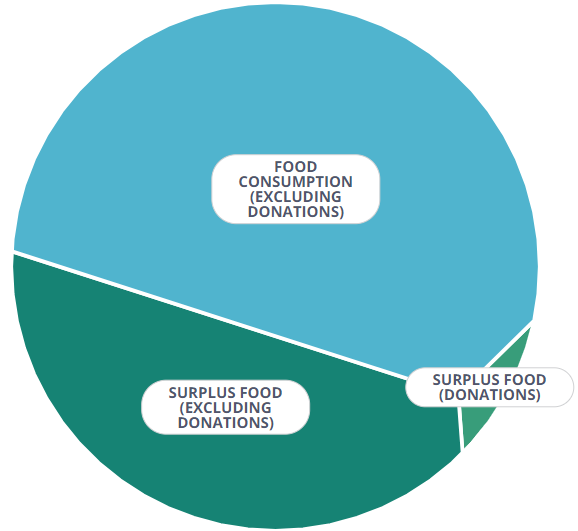 FOOD
CONSUMPTION
(EXCLUDING
DONATIONS)
SURPLUS FOOD
(DONATIONS)
SURPLUS FOOD
(EXCLUDING
DONATIONS)